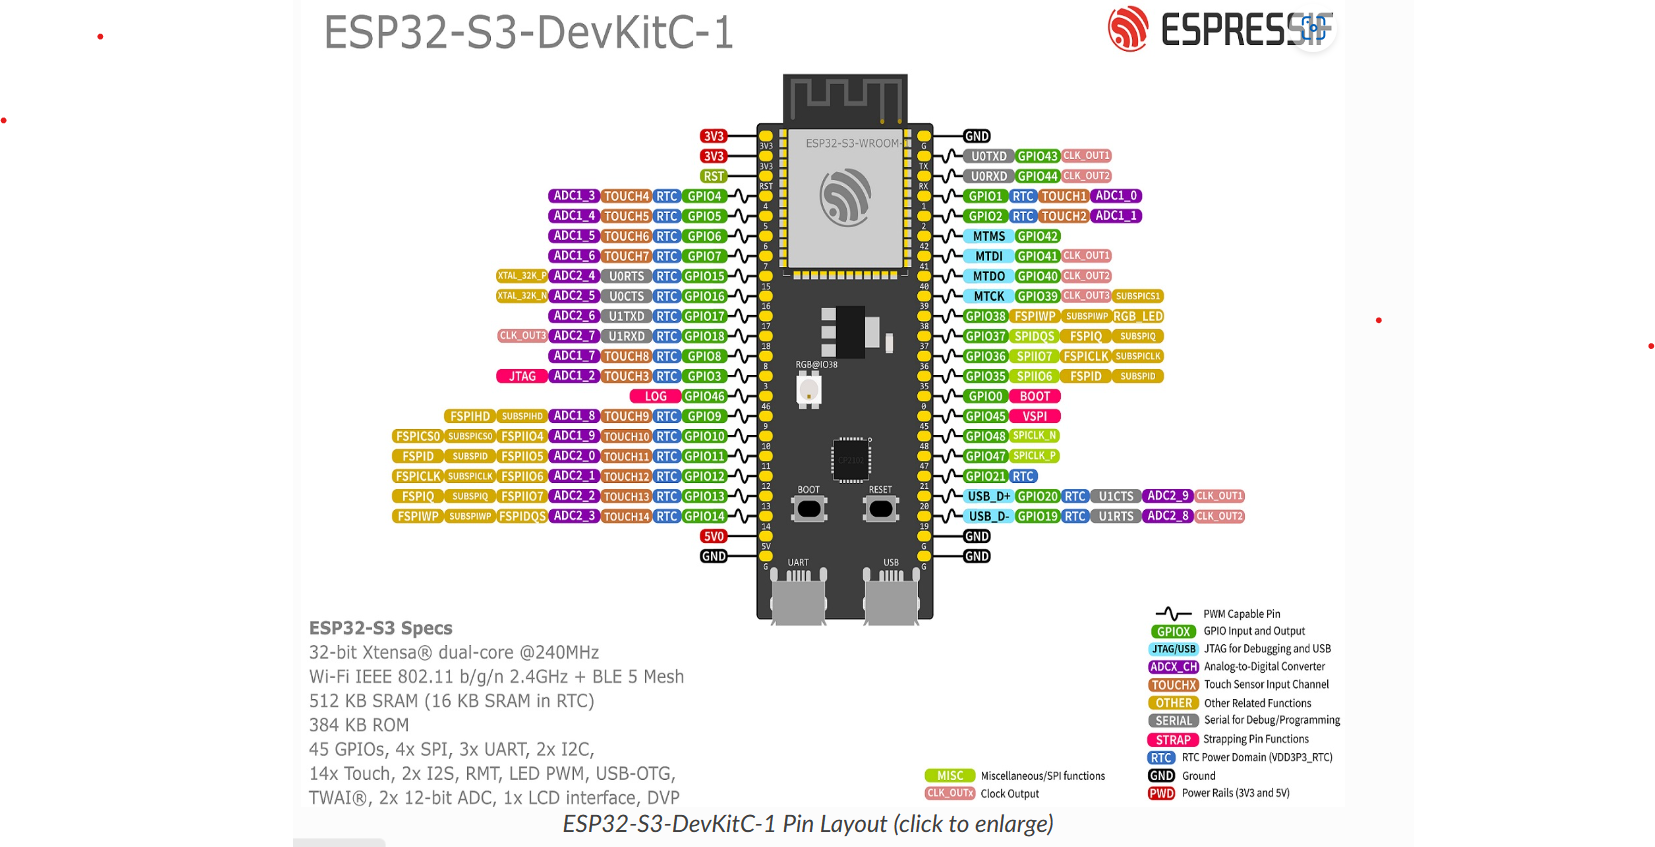 ESP32-S3-DevKitC-1
ESPRESSIF
ESP32-S3-WROOM-1
3V3
3V3
RST
ADC1_3 TOUCH4 RTC GPIO4
ADC1_4 TOUCH5 RTC GPIO5
ADC1_5 TOUCH6 RTC GPIO6
ADC1_6 TOUCH7 RTC GPIO7
XTAL_32K_P ADC2_4 U0RTS RTC GPIO15
XTAL_32K_N ADC2_5 U0CTS RTC GPIO16
ADC2_6 U1TXD RTC GPIO17
CLK_OUT3 ADC2_7 U1RXD RTC GPIO18
ADC1_7 TOUCH8 RTC GPIO8
JTAG ADC1_2 TOUCH3 RTC GPIO3
LOG GPIO46
FSPIHD SUBSPIHD ADC1_8 TOUCH9 RTC GPIO9
FSPICS0 SUBSPICS0 FSPIIO4 ADC1_9 TOUCH10 RTC GPIO10
FSPID SUBSPID FSPIIO5 ADC2_0 TOUCH11 RTC GPIO11
FSPICLK SUBSPICLK FSPIIO6 ADC2_1 TOUCH12 RTC GPIO12
FSPIQ SUBSPIQ FSPIIO7 ADC2_2 TOUCH13 RTC GPIO13
FSPIWP SUBSPIWP FSPIDQS ADC2_3 TOUCH14 RTC GPIO14
5V0
GND
3V3
3V3
RST
4
5
6
7
15
16
17
18
8
3
46
9
10
11
12
13
14
5V
G
RGB@IO38
CP2102
BOOT
RESET
UART
USB
G
TX
RX
1
2
42
41
40
39
38
37
36
35
0
45
48
47
21
20
19
G
G
GND
U0TXD GPIO43 CLK_OUT1
U0RXD GPIO44 CLK_OUT2
GPIO1 RTC TOUCH1 ADC1_0
GPIO2 RTC TOUCH2 ADC1_1
MTMS GPIO42
MTDI GPIO41 CLK_OUT1
MTDO GPIO40 CLK_OUT2
MTCK GPIO39 CLK_OUT3 SUBSPICS1
GPIO38 FSPIWP SUBSPIWP RGB_LED
GPIO37 SPIDQS FSPIQ SUBSPIQ
GPIO36 SPIIO7 FSPICLK SUBSPICLK
GPIO35 SPIIO6 FSPID SUBSPID
GPIO0 BOOT
GPIO45 VSPI
GPIO48 SPICLK_N
GPIO47 SPICLK_P
GPIO21 RTC
USB_D+ GPIO20 RTC U1CTS ADC2_9 CLK_OUT1
USB_D- GPIO19 RTC U1RTS ADC2_8 CLK_OUT2
GND
GND
ESP32-S3 Specs
32-bit Xtensa® dual-core @240MHz
Wi-Fi IEEE 802.11 b/g/n 2.4GHz + BLE 5 Mesh
512 KB SRAM (16 KB SRAM in RTC)
384 KB ROM
45 GPIOs, 4x SPI, 3x UART, 2x I2C,
14x Touch, 2x I2S, RMT, LED PWM, USB-OTG,
TWAI®, 2x 12-bit ADC, 1x LCD interface, DVP
PWM Capable Pin
GPIOX GPIO Input and Output
JTAG/USB JTAG for Debugging and USB
ADCX_CH Analog-to-Digital Converter
TOUCHX Touch Sensor Input Channel
OTHER Other Related Functions
SERIAL Serial for Debug/Programming
STRAP Strapping Pin Functions
RTC RTC Power Domain (VDD3P3_RTC)
GND Ground
PWD Power Rails (3V3 and 5V)
MISC Miscellaneous/SPI functions
CLK_OUTx Clock Output
ESP32-S3-DevKitC-1 Pin Layout (click to enlarge)